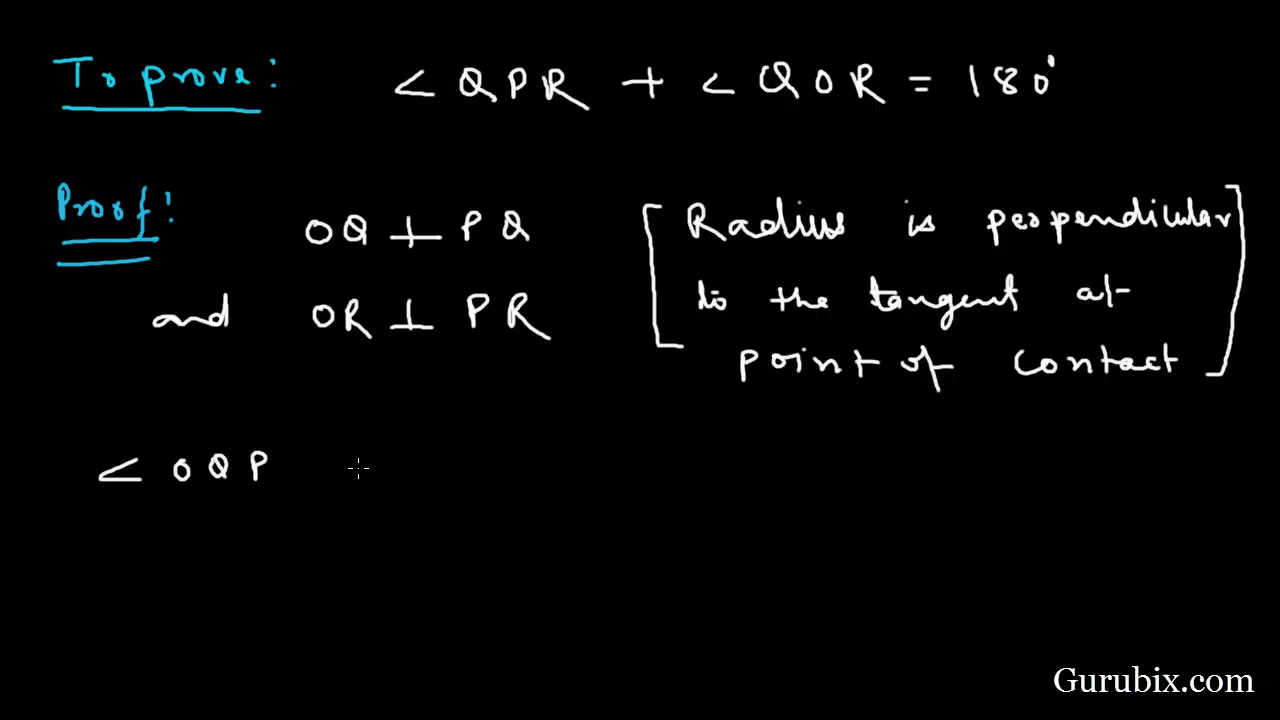 To prove: < QPR + < QOR = 180°
Proof: OQ ⊥ PQ [Radius is perpendicular
and OR ⊥ PR to the tangent at
point of contact]
< OQP
Gurubix.com